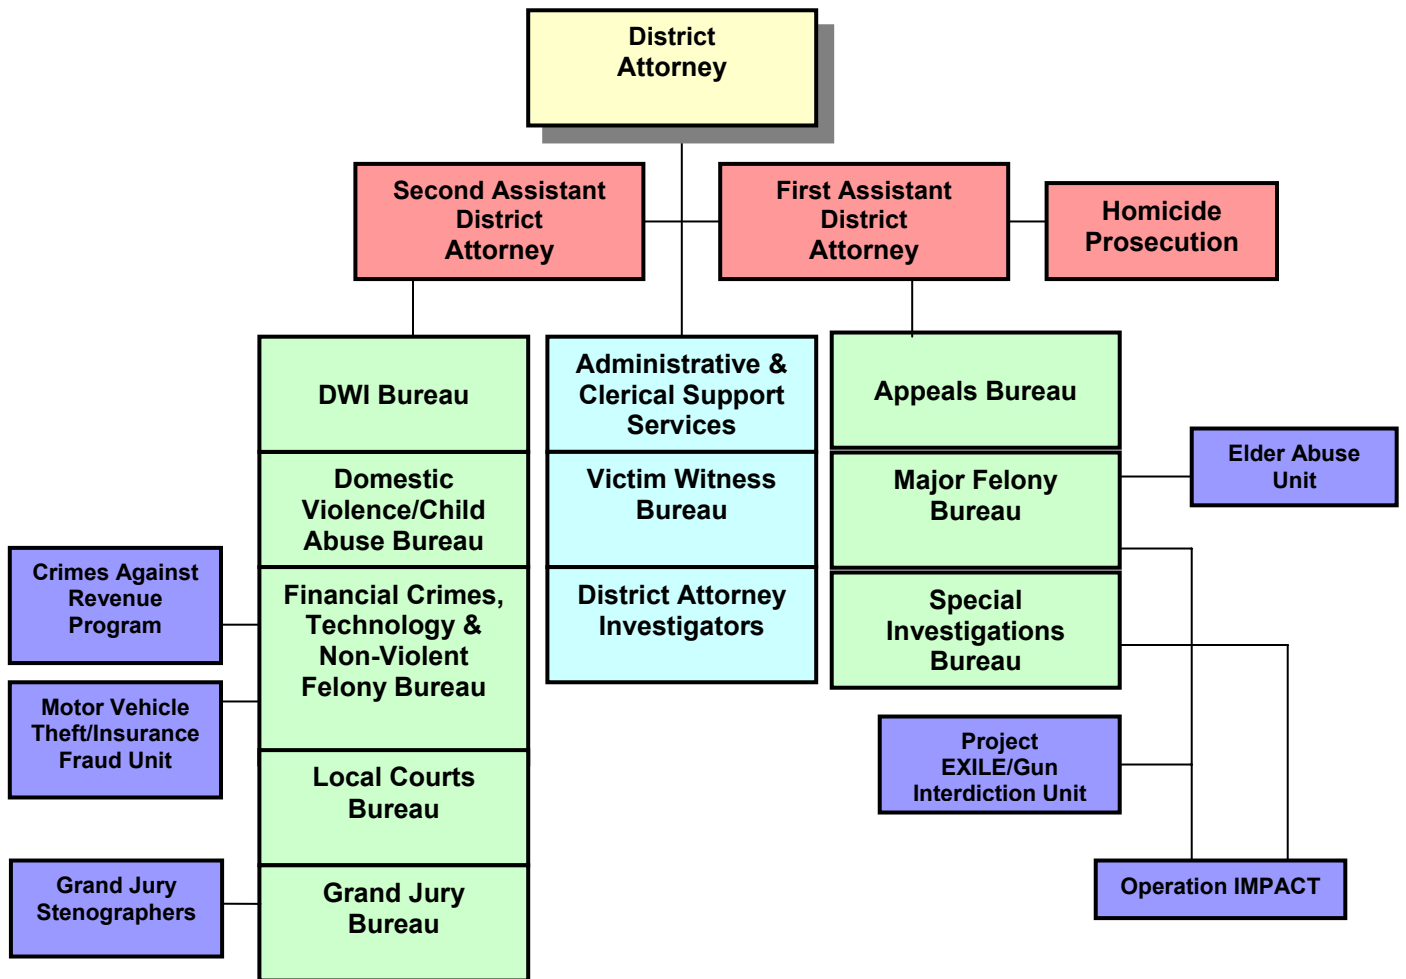 District
Attorney
Second Assistant
District
Attorney
First Assistant
District
Attorney
Homicide
Prosecution
DWI Bureau
Domestic
Violence/Child
Abuse Bureau
Financial Crimes,
Technology &
Non-Violent
Felony Bureau
Local Courts
Bureau
Grand Jury
Bureau
Crimes Against
Revenue
Program
Motor Vehicle
Theft/Insurance
Fraud Unit
Grand Jury
Stenographers
Administrative &
Clerical Support
Services
Victim Witness
Bureau
District Attorney
Investigators
Appeals Bureau
Major Felony
Bureau
Special
Investigations
Bureau
Elder Abuse
Unit
Project
EXILE/Gun
Interdiction Unit
Operation IMPACT